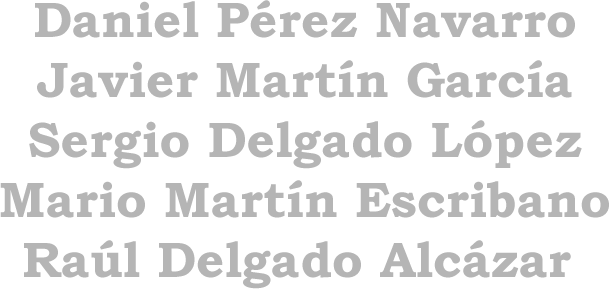 Daniel Pérez Navarro
Javier Martín García
Sergio Delgado López
Mario Martín Escribano
Raúl Delgado Alcázar